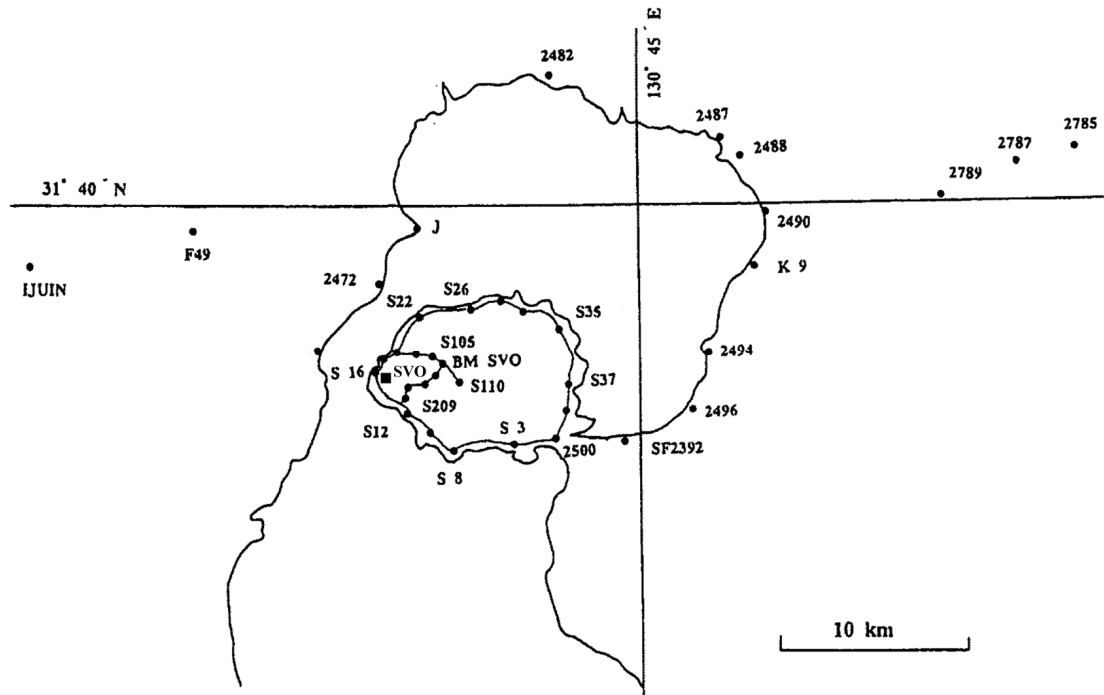 130° 45´ E
2482
2487
2488
2785
2787
2789
31° 40´ N
2490
J
F49
K 9
IJUIN
2472
S26
S22
S35
S105
2494
BM SVO
S 16
SVO
S110
S37
S209
2496
S12
S 3
2500
SF2392
S 8
10 km